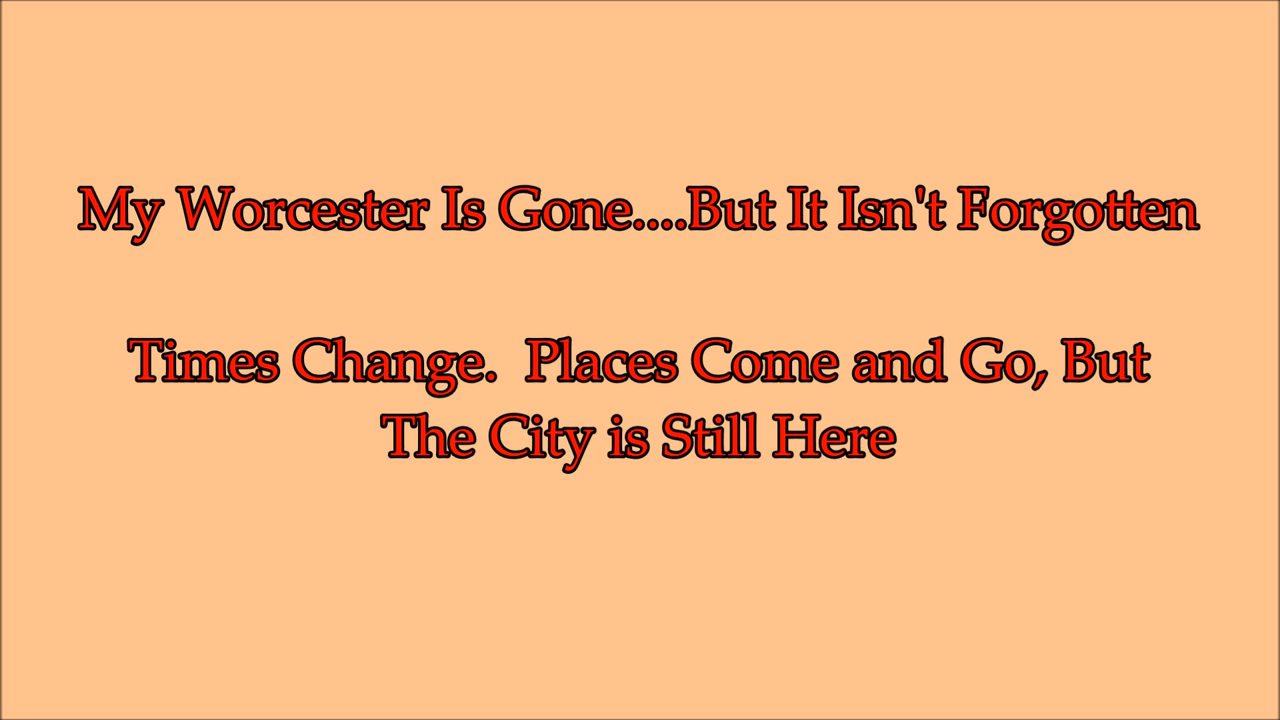 My Worcester Is Gone....But It Isn't Forgotten
Times Change.  Places Come and Go, But
The City is Still Here